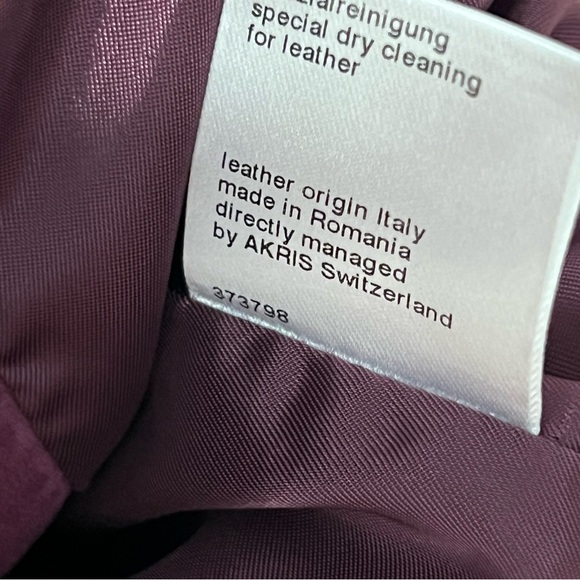 special dry cleaning
for leather
leather origin Italy
made in Romania
directly managed
by AKRIS Switzerland
373798